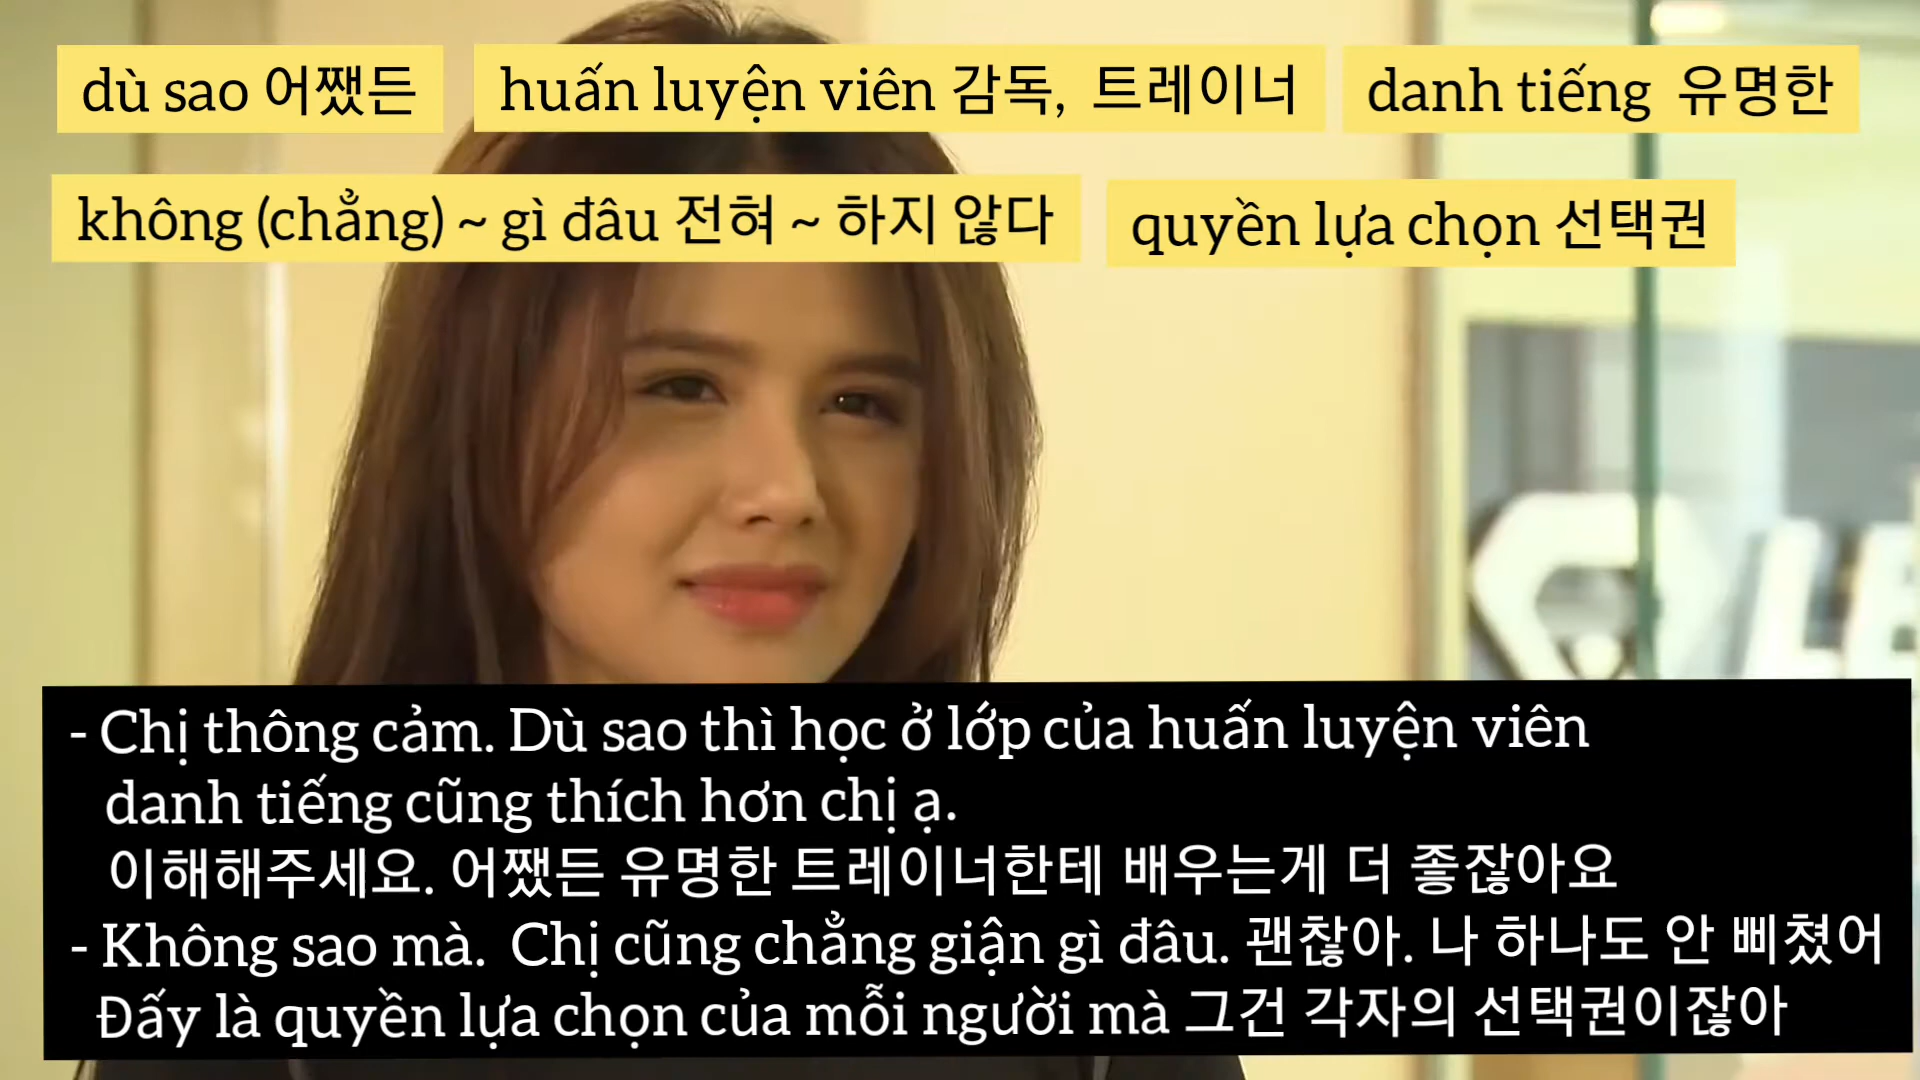 dù sao 어쨌든
huấn luyện viên 감독, 트레이너
danh tiếng 유명한
không (chẳng) ~ gì đâu 전혀 ~ 하지 않다
quyền lựa chọn 선택권
LE
- Chị thông cảm. Dù sao thì học ở lớp của huấn luyện viên
danh tiếng cũng thích hơn chị ạ.
이해해주세요. 어쨌든 유명한 트레이너한테 배우는게 더 좋잖아요
- Không sao mà. Chị cũng chẳng giận gì đâu. 괜찮아. 나 하나도 안 삐쳤어
Đấy là quyền lựa chọn của mỗi người mà 그건 각자의 선택권이잖아